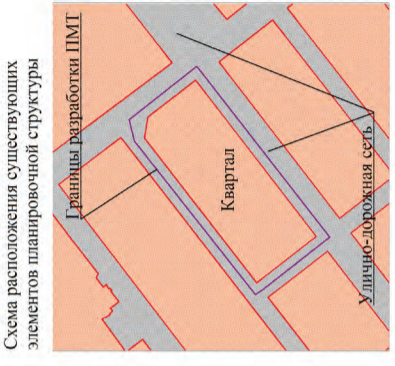 Схема расположения существующих
элементов планировочной структуры
Границы разработки ПМТ
Квартал
Улично-дорожная сеть